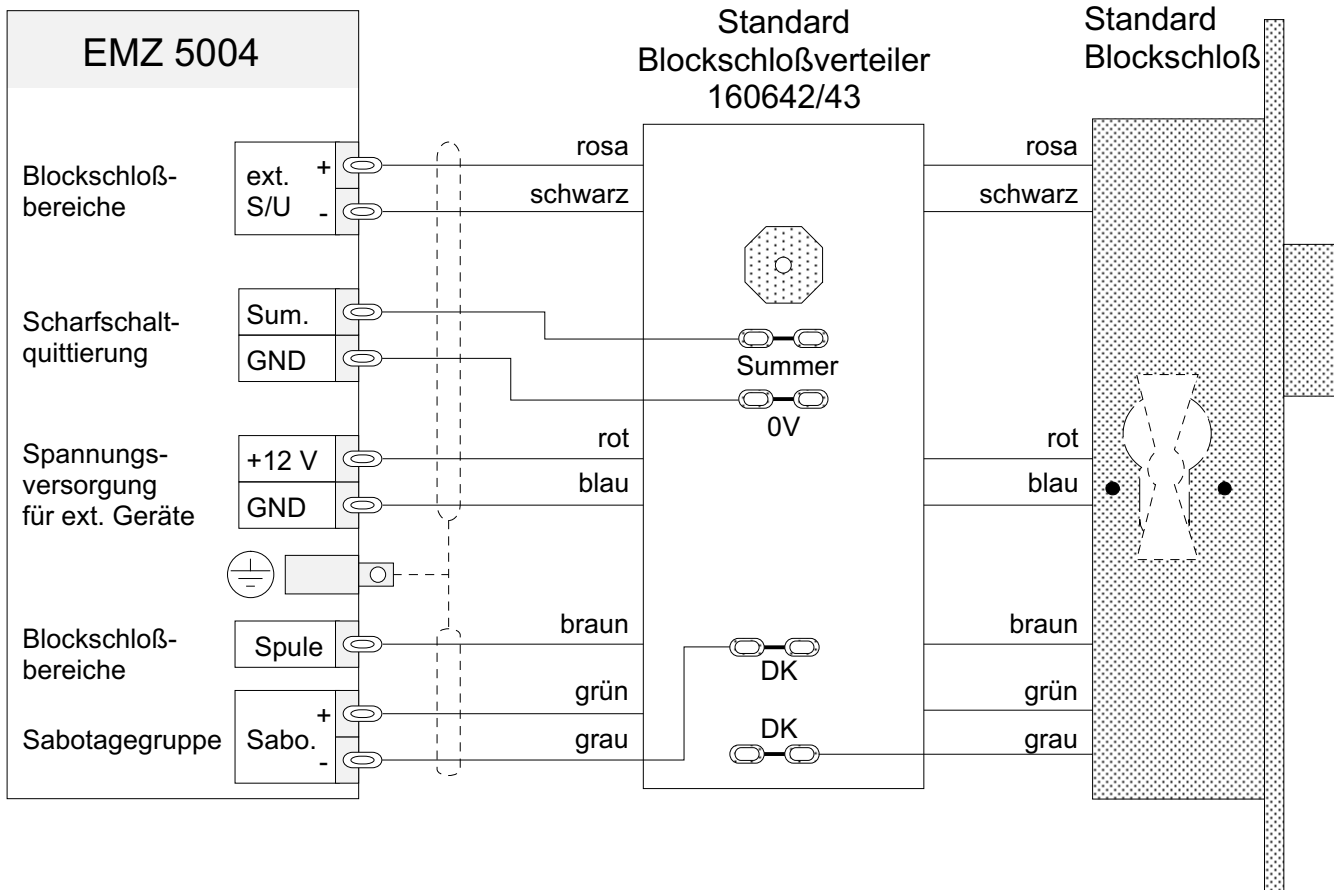 EMZ 5004
Standard
Blockschloßverteiler
160642/43
Standard
Blockschloß
Blockschloß-
bereiche
ext.
S/U
+
-
rosa
schwarz
rosa
schwarz
Scharfschalt-
quittierung
Sum.
GND
Summer
0V
Spannungs-
versorgung
für ext. Geräte
+12 V
GND
rot
blau
rot
blau
Blockschloß-
bereiche
Spule
braun
braun
DK
Sabotagegruppe
Sabo.
+
-
grün
grau
DK
grün
grau